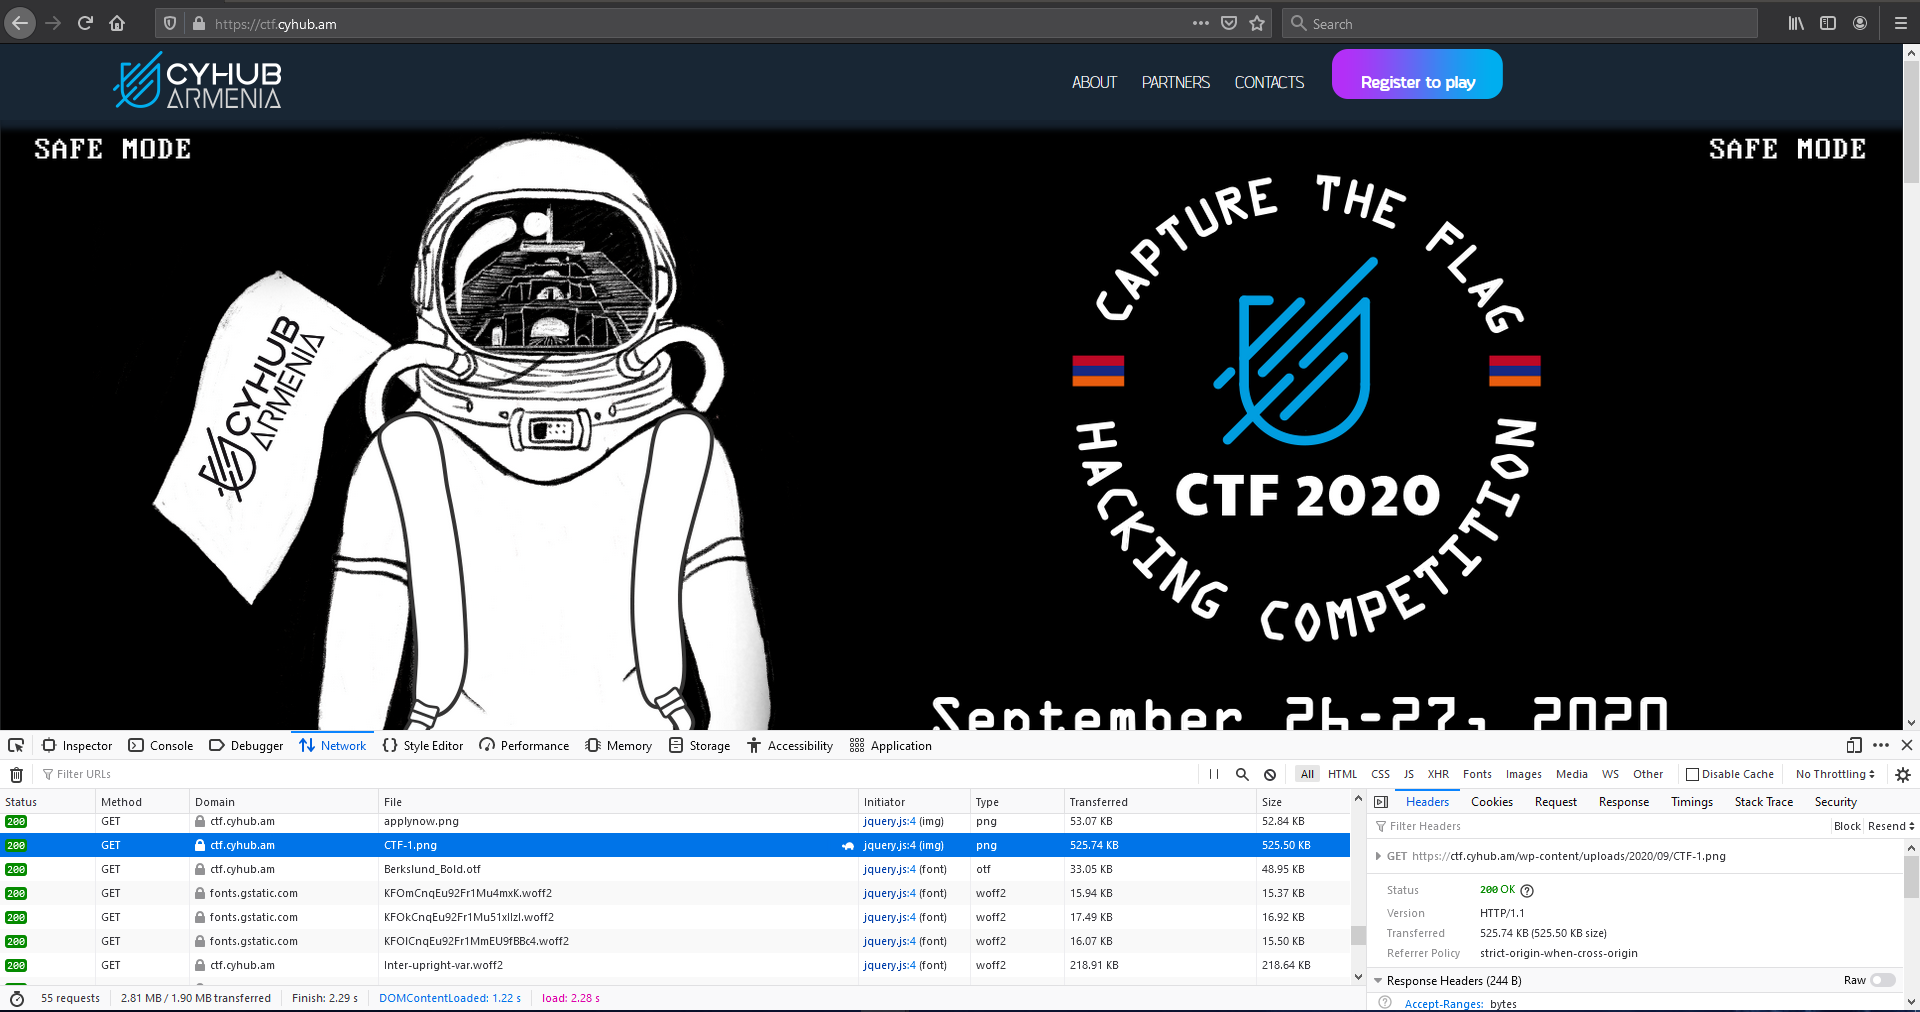 https://ctf.cyhub.am
Search
CYHUB
ARMENIA
ABOUT PARTNERS CONTACTS Register to play
SAFE MODE
SAFE MODE
CYHUB
ARMENIA
CAPTURE THE FLAG
CTF 2020
HACKING COMPETITION
September 26-27, 2020
Inspector Console Debugger Network Style Editor Performance Memory Storage Accessibility Application
Filter URLs
All HTML CSS JS XHR Fonts Images Media WS Other Disable Cache No Throttling
Status Method Domain File Initiator Type Transferred Size
200 GET ctf.cyhub.am applynow.png jquery.js:4 (img) png 53.07 KB 52.84 KB
200 GET ctf.cyhub.am CTF-1.png jquery.js:4 (img) png 525.74 KB 525.50 KB
200 GET ctf.cyhub.am Berkslund_Bold.otf jquery.js:4 (font) otf 33.05 KB 48.95 KB
200 GET fonts.gstatic.com KFOmCnqEu92Fr1Mu4mxK.woff2 jquery.js:4 (font) woff2 15.94 KB 15.37 KB
200 GET fonts.gstatic.com KFOkCnqEu92Fr1Mu51xIIzI.woff2 jquery.js:4 (font) woff2 17.49 KB 16.92 KB
200 GET fonts.gstatic.com KFOlCnqEu92Fr1MmEU9fBBc4.woff2 jquery.js:4 (font) woff2 16.07 KB 15.50 KB
200 GET ctf.cyhub.am Inter-upright-var.woff2 jquery.js:4 (font) woff2 218.91 KB 218.64 KB
55 requests 2.81 MB / 1.90 MB transferred Finish: 2.29 s DOMContentLoaded: 1.22 s load: 2.28 s
Headers Cookies Request Response Timings Stack Trace Security
Filter Headers Block Resend
GET https://ctf.cyhub.am/wp-content/uploads/2020/09/CTF-1.png
Status 200 OK
Version HTTP/1.1
Transferred 525.74 KB (525.50 KB size)
Referrer Policy strict-origin-when-cross-origin
Response Headers (244 B) Raw
Accept-Ranges: bytes